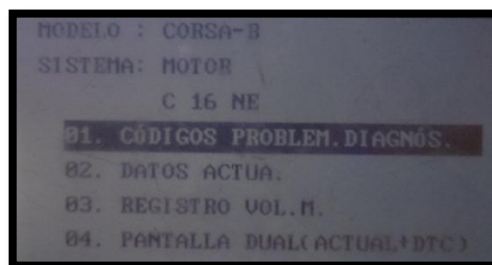 MODELO : CORSA-B
SISTEMA: MOTOR
C 16 NE
01. CÓDIGOS PROBLEM.DIAGNÓS.
02. DATOS ACTUA.
03. REGISTRO VOL.M.
04. PANTALLA DUAL(ACTUAL+DTC)